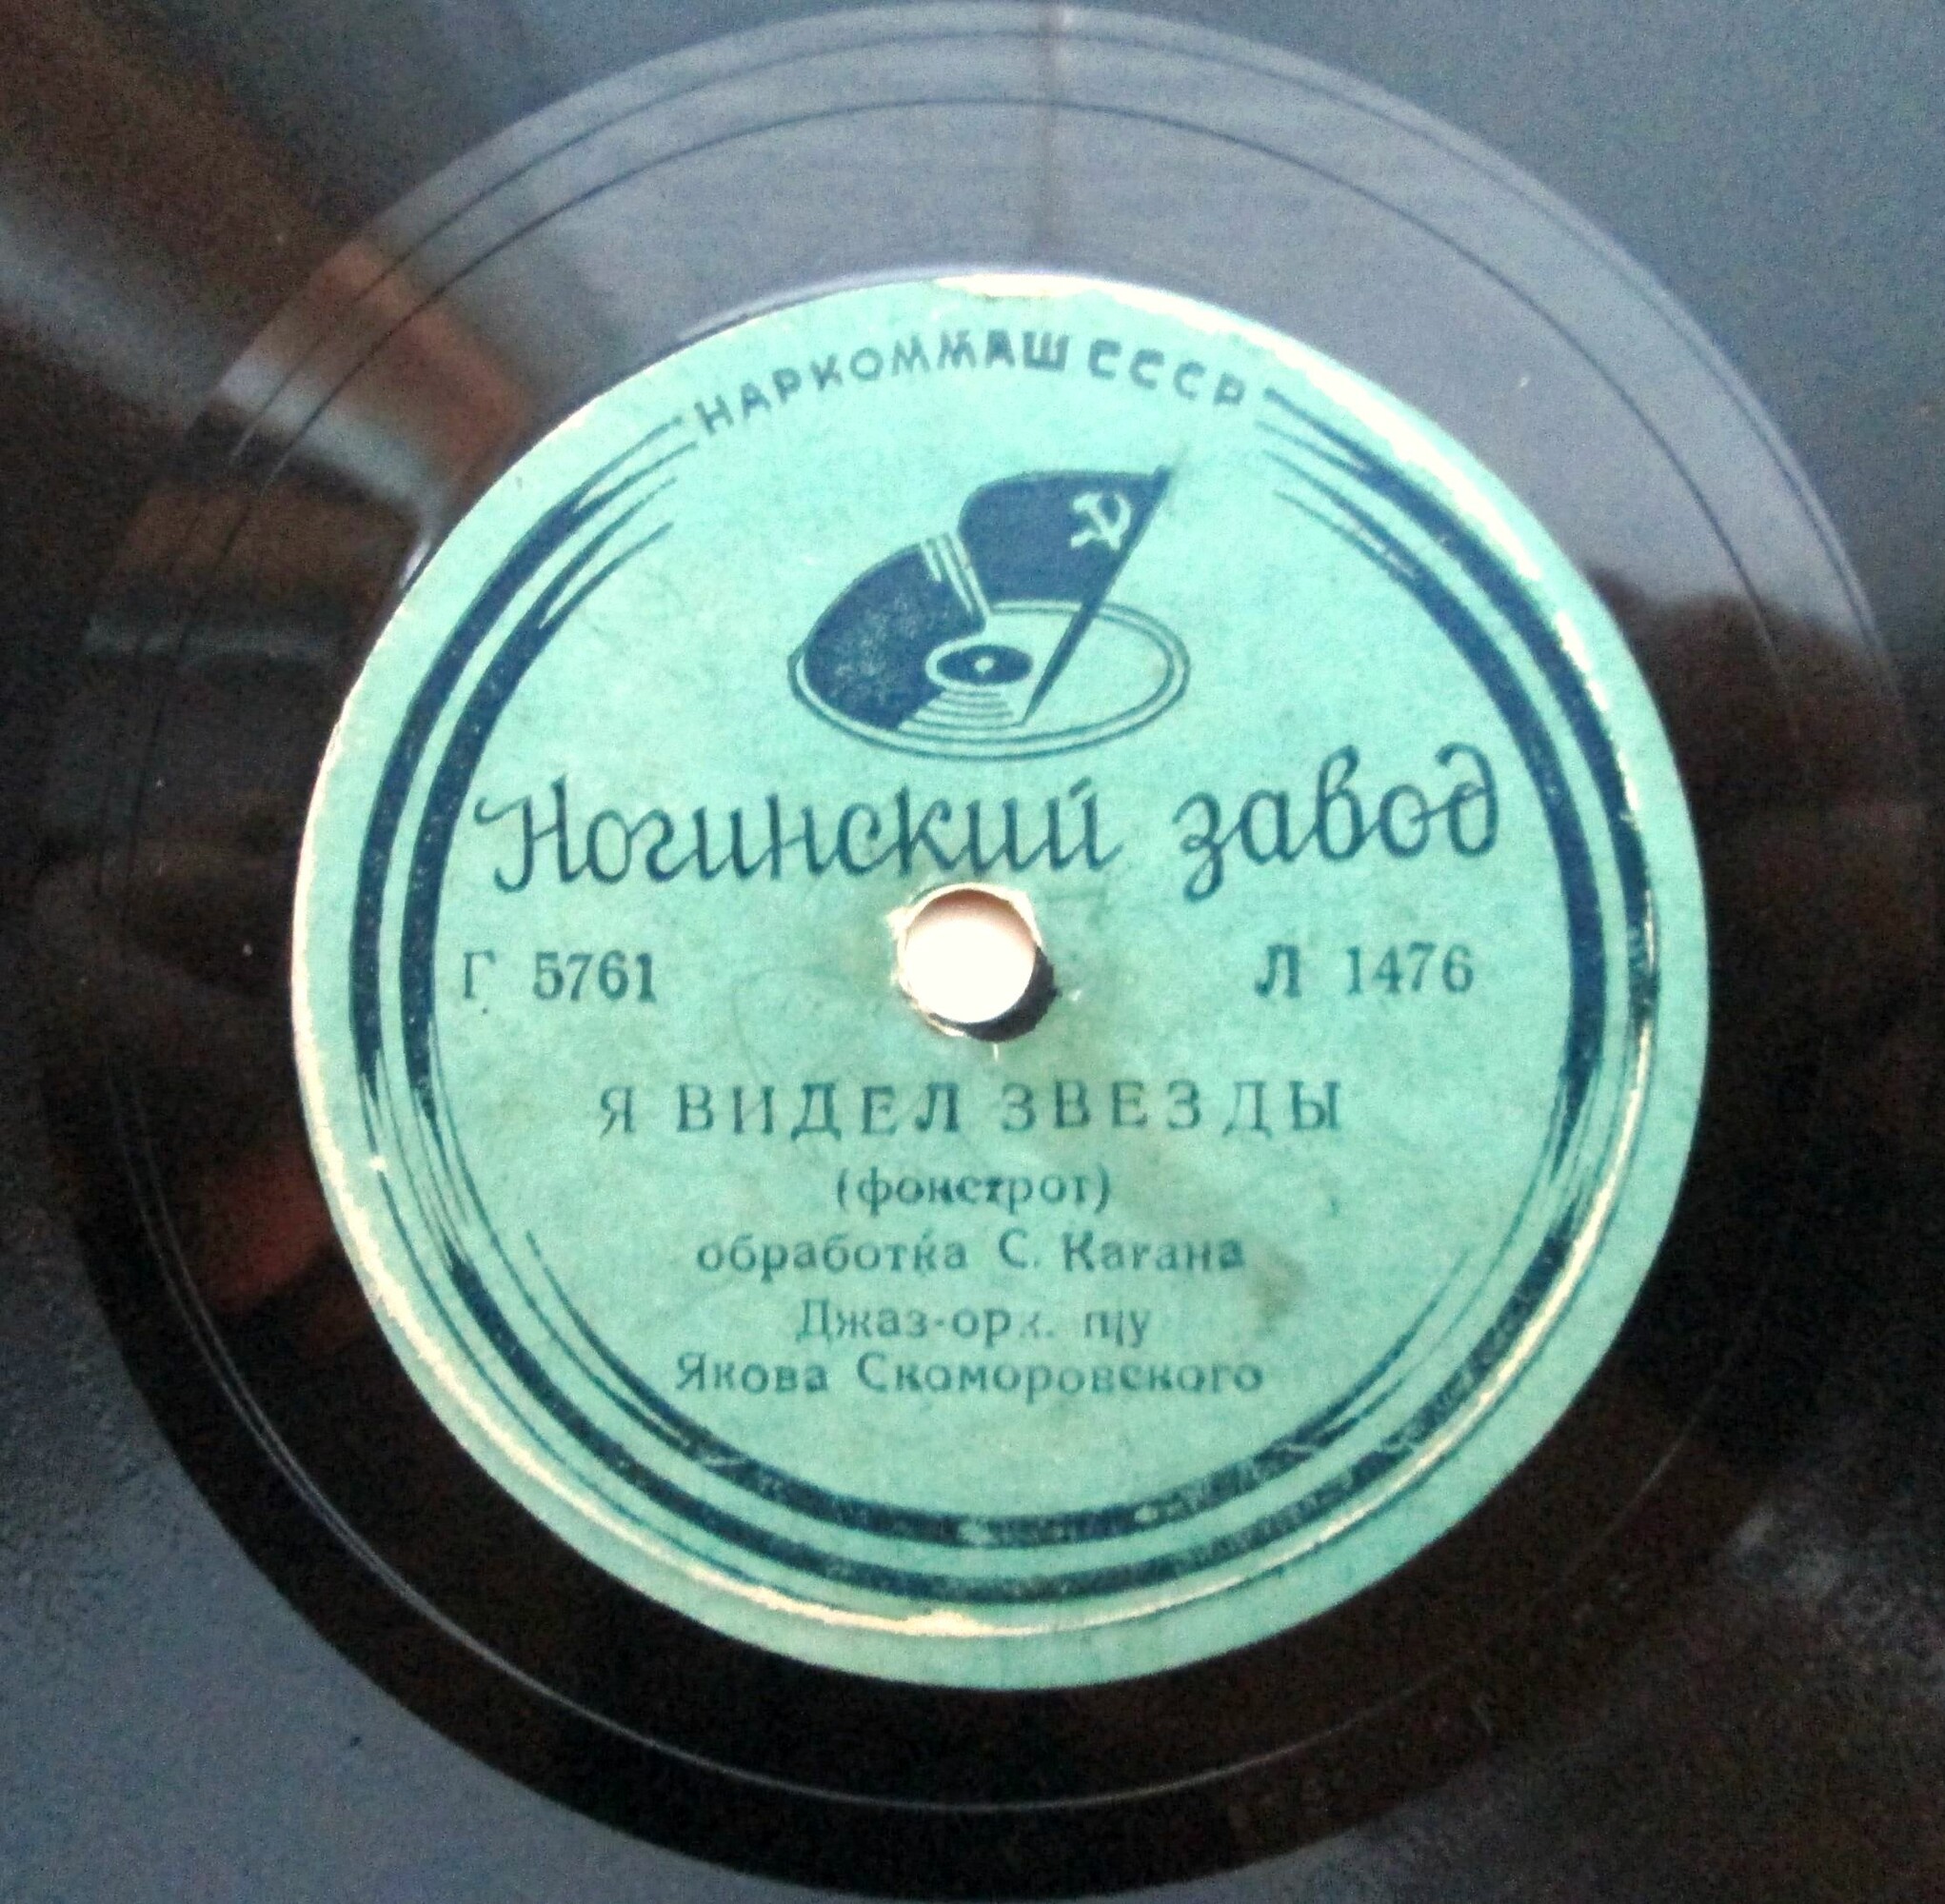 НАРКОММАШ СССР
Ногинский завод
Г 5761 Л 1476
Я ВИДЕЛ ЗВЕЗДЫ
(фокстрот)
обработка С. Кагана
Джаз-орк. п/у
Якова Скоморовского